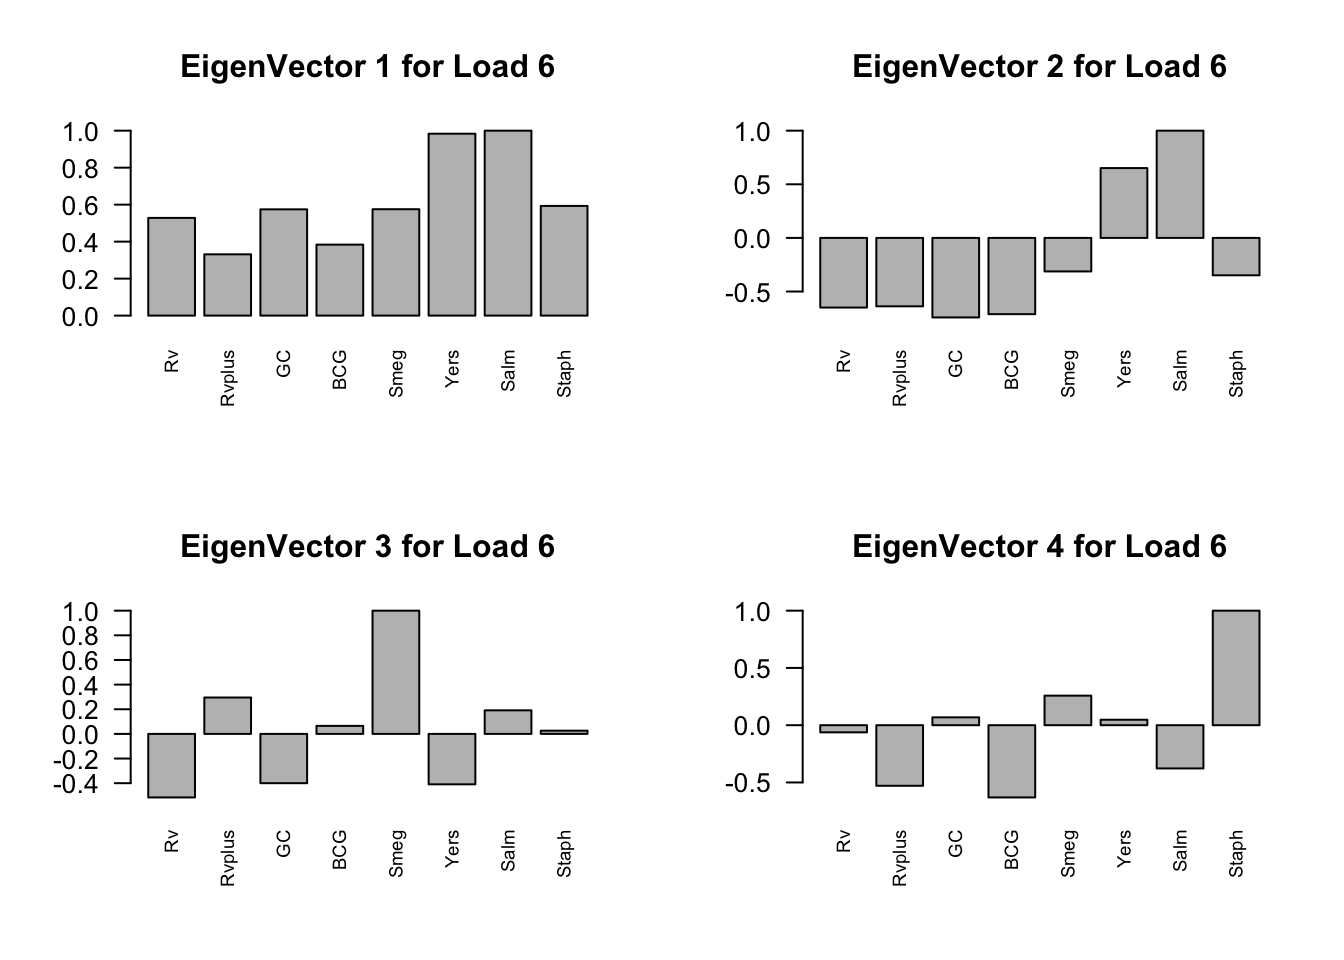 EigenVector 1 for Load 6
1.0
0.8
0.6
0.4
0.2
0.0
Rv
Rvplus
GC
BCG
Smeg
Yers
Salm
Staph
EigenVector 2 for Load 6
1.0
0.5
0.0
-0.5
Rv
Rvplus
GC
BCG
Smeg
Yers
Salm
Staph
EigenVector 3 for Load 6
1.0
0.8
0.6
0.4
0.2
0.0
-0.2
-0.4
Rv
Rvplus
GC
BCG
Smeg
Yers
Salm
Staph
EigenVector 4 for Load 6
1.0
0.5
0.0
-0.5
Rv
Rvplus
GC
BCG
Smeg
Yers
Salm
Staph